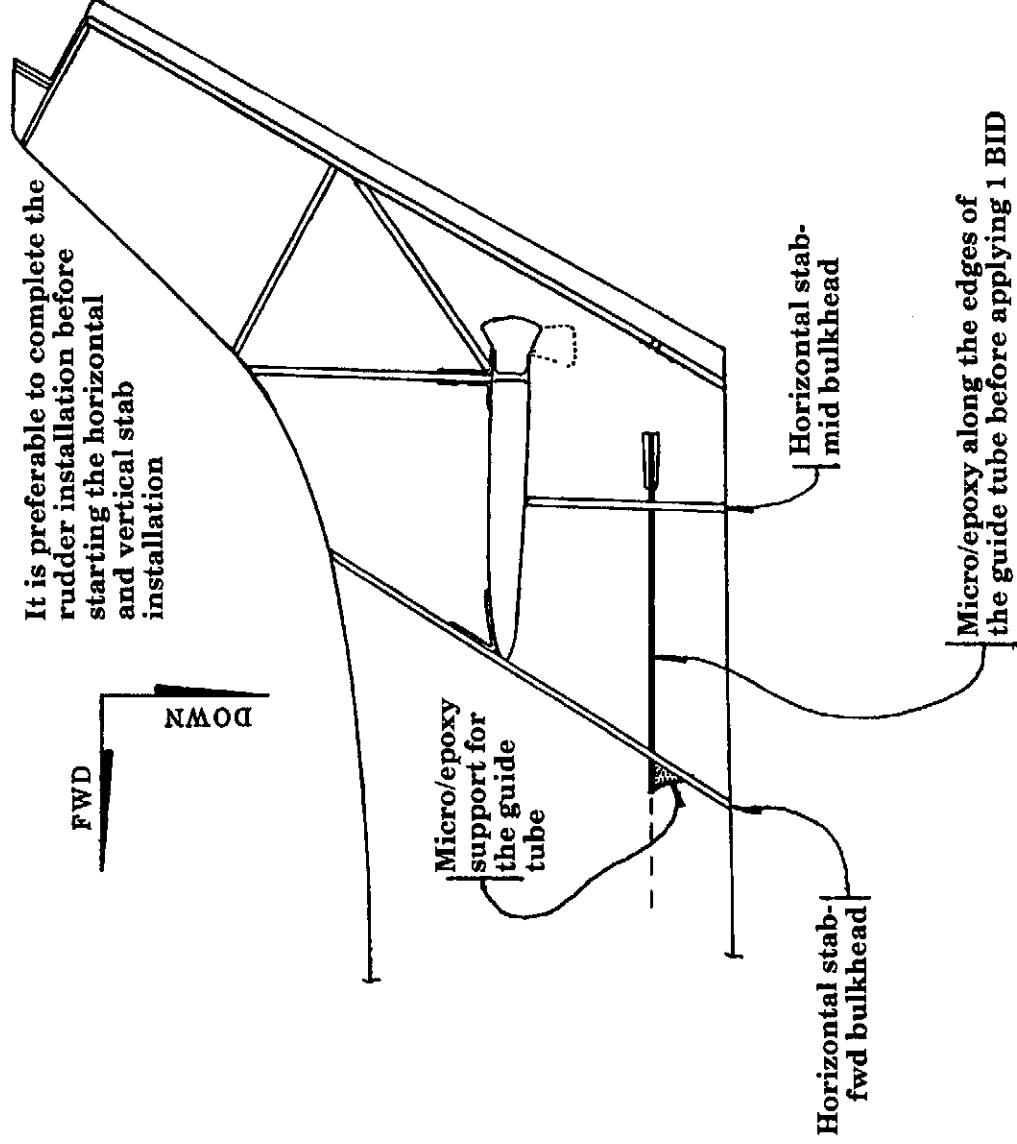 It is preferable to complete the
rudder installation before
starting the horizontal
and vertical stab
installation
FWD
DOWN
Micro/epoxy
support for
the guide
tube
Horizontal stab-
mid bulkhead
Horizontal stab-
fwd bulkhead
Micro/epoxy along the edges of
the guide tube before applying 1 BID